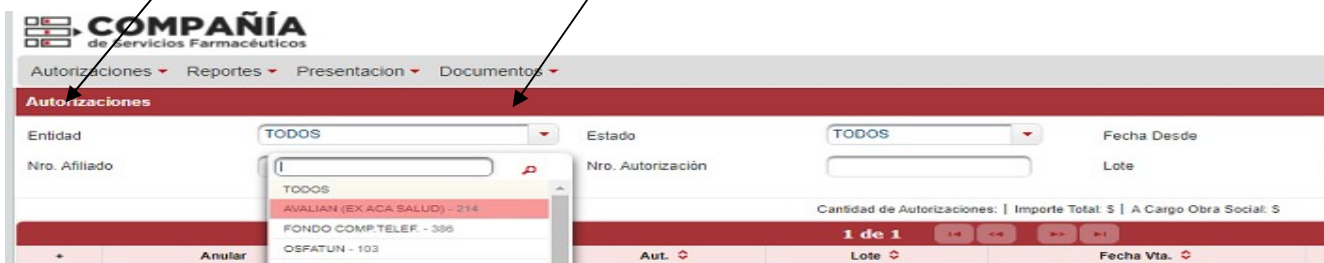 COMPAÑÍA
de Servicios Farmacéuticos
Autorizaciones Reportes Presentacion Documentos
Autorizaciones
Entidad TODOS Estado TODOS Fecha Desde
Nro. Afiliado Nro. Autorización Lote
TODOS
AVALIAN (EX ACA SALUD) - 214
Cantidad de Autorizaciones: | Importe Total: $ | A Cargo Obra Social: $
FONDO COMP.TELEF. - 386
1 de 1
OSFATUN - 103
+ Anular Aut. Lote Fecha Vta.